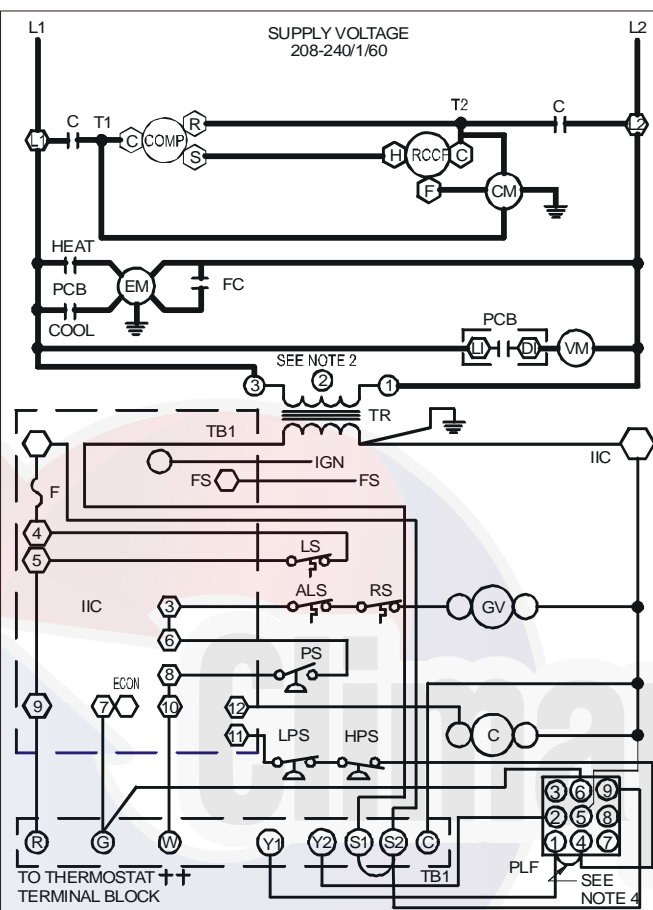 L1
SUPPLY VOLTAGE
208-240/1/60
L2
C
T1
T2
C
L1
C
COMP
R
S
H
RCCF
C
F
CM
L2
HEAT
PCB
COOL
EM
FC
PCB
LI
DI
VM
SEE NOTE 2
3
2
1
TR
TB1
IGN
IIC
FS
FS
F
4
5
LS
IIC
3
ALS
RS
GV
6
PS
8
ECON
9
7
10
12
C
11
LPS
HPS
3
6
9
2
5
8
1
4
7
R
G
W
Y1
Y2
S1
S2
C
TB1
PLF
TO THERMOSTAT ++
TERMINAL BLOCK
SEE
NOTE 4
Clima